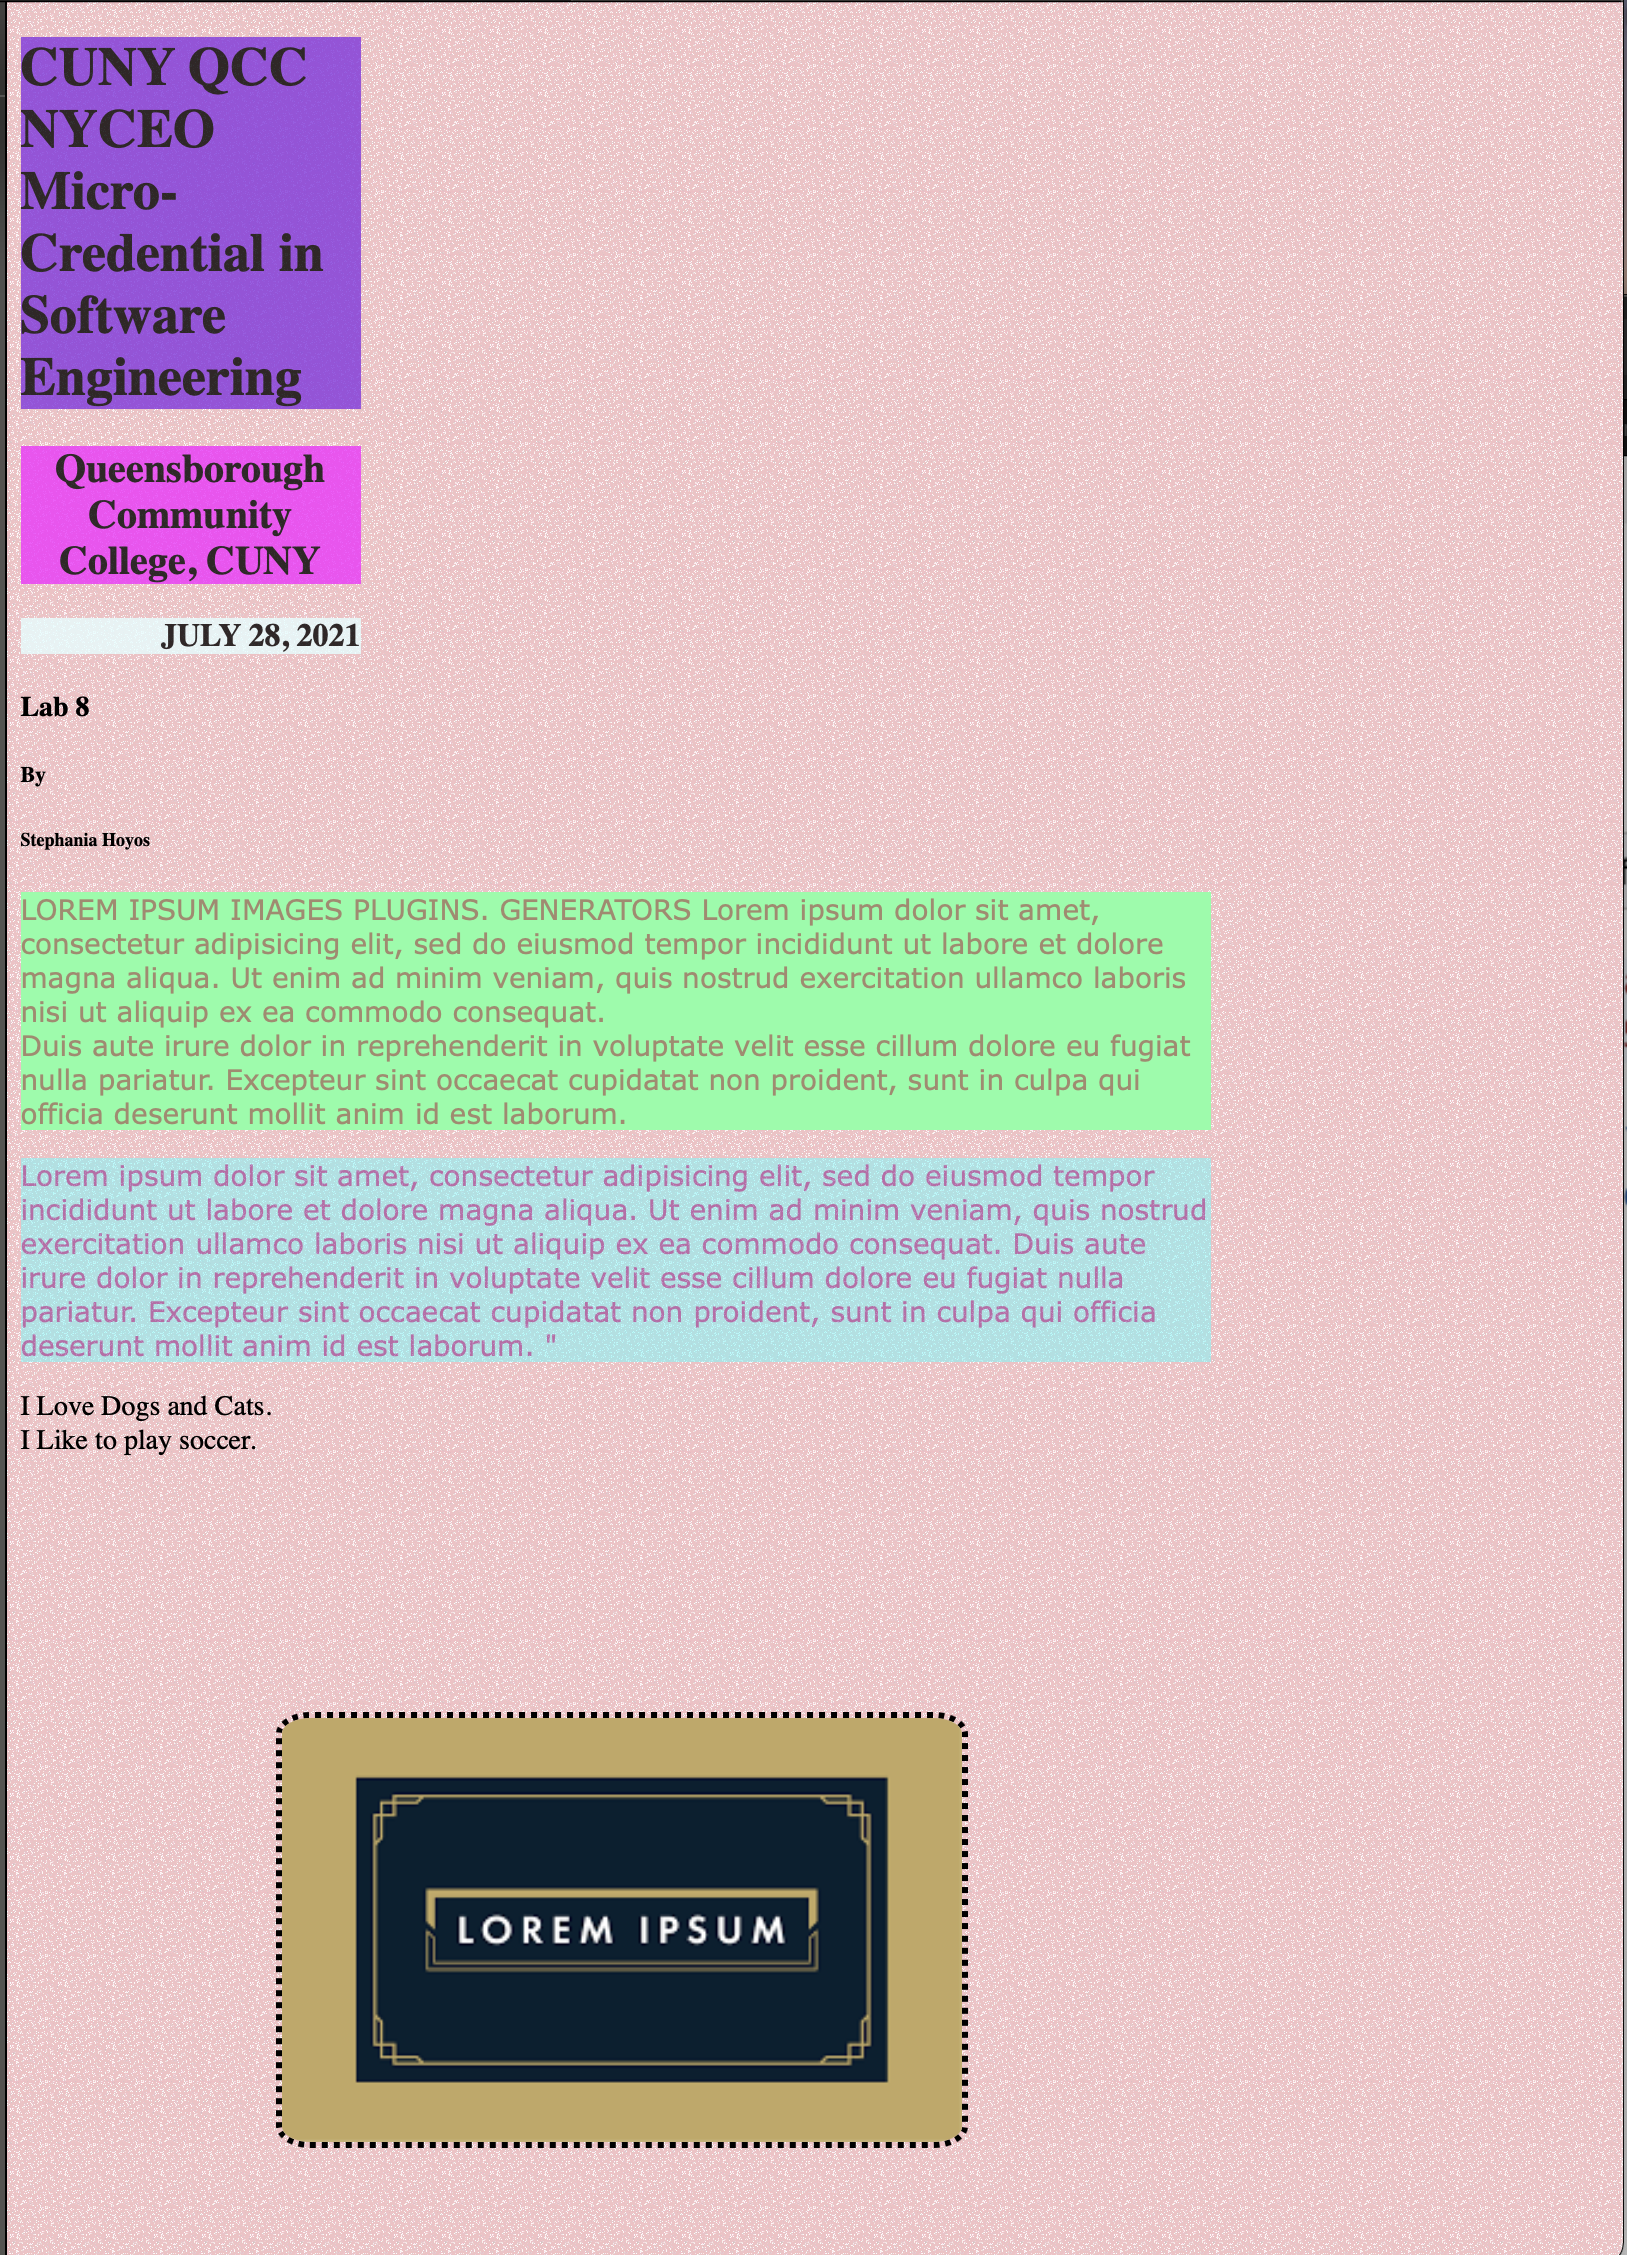 CUNY QCC
NYCEO
Micro-
Credential in
Software
Engineering
Queensborough
Community
College, CUNY
JULY 28, 2021
Lab 8
By
Stephania Hoyos
LOREM IPSUM IMAGES PLUGINS. GENERATORS Lorem ipsum dolor sit amet,
consectetur adipisicing elit, sed do eiusmod tempor incididunt ut labore et dolore
magna aliqua. Ut enim ad minim veniam, quis nostrud exercitation ullamco laboris
nisi ut aliquip ex ea commodo consequat.
Duis aute irure dolor in reprehenderit in voluptate velit esse cillum dolore eu fugiat
nulla pariatur. Excepteur sint occaecat cupidatat non proident, sunt in culpa qui
officia deserunt mollit anim id est laborum.
Lorem ipsum dolor sit amet, consectetur adipisicing elit, sed do eiusmod tempor
incididunt ut labore et dolore magna aliqua. Ut enim ad minim veniam, quis nostrud
exercitation ullamco laboris nisi ut aliquip ex ea commodo consequat. Duis aute
irure dolor in reprehenderit in voluptate velit esse cillum dolore eu fugiat nulla
pariatur. Excepteur sint occaecat cupidatat non proident, sunt in culpa qui officia
deserunt mollit anim id est laborum. "
I Love Dogs and Cats.
I Like to play soccer.
LOREM IPSUM